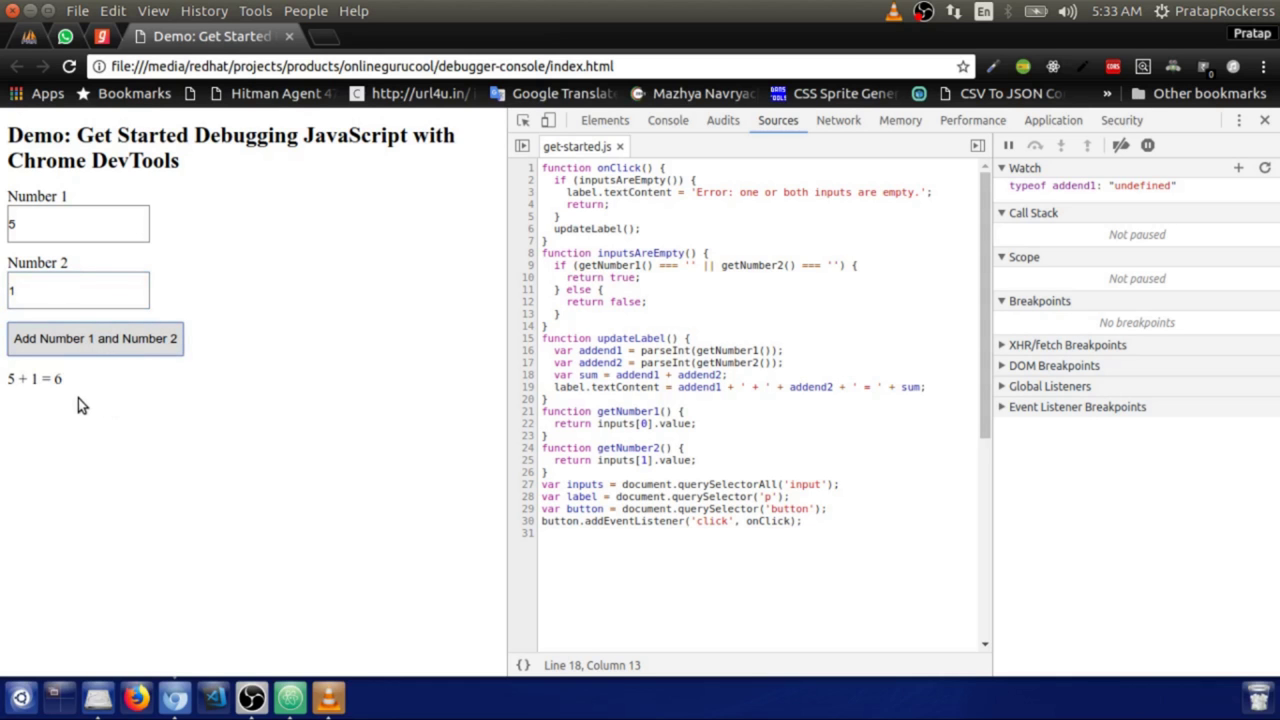 File Edit View History Tools People Help
En 5:33 AM PratapRockerss
Demo: Get Started
Pratap
file:///media/redhat/projects/products/onlinegurucool/debugger-console/index.html
Apps Bookmarks Hitman Agent 47 http://url4u.in/ Google Translat Mazhya Navryac CSS Sprite Gene CSV To JSON Co » Other bookmarks
Demo: Get Started Debugging JavaScript with
Chrome DevTools
Number 1
5
Number 2
1
Add Number 1 and Number 2
5 + 1 = 6
Elements Console Audits Sources Network Memory Performance Application Security
get-started.js
1 function onClick() {
2 if (inputsAreEmpty()) {
3 label.textContent = 'Error: one or both inputs are empty.';
4 return;
5 }
6 updateLabel();
7 }
8 function inputsAreEmpty() {
9 if (getNumber1() === '' || getNumber2() === '') {
10 return true;
11 } else {
12 return false;
13 }
14 }
15 function updateLabel() {
16 var addend1 = parseInt(getNumber1());
17 var addend2 = parseInt(getNumber2());
18 var sum = addend1 + addend2;
19 label.textContent = addend1 + ' + ' + addend2 + ' = ' + sum;
20 }
21 function getNumber1() {
22 return inputs[0].value;
23 }
24 function getNumber2() {
25 return inputs[1].value;
26 }
27 var inputs = document.querySelectorAll('input');
28 var label = document.querySelector('p');
29 var button = document.querySelector('button');
30 button.addEventListener('click', onClick);
31
{} Line 18, Column 13
Watch
typeof addend1: "undefined"
Call Stack
Not paused
Scope
Not paused
Breakpoints
No breakpoints
XHR/fetch Breakpoints
DOM Breakpoints
Global Listeners
Event Listener Breakpoints